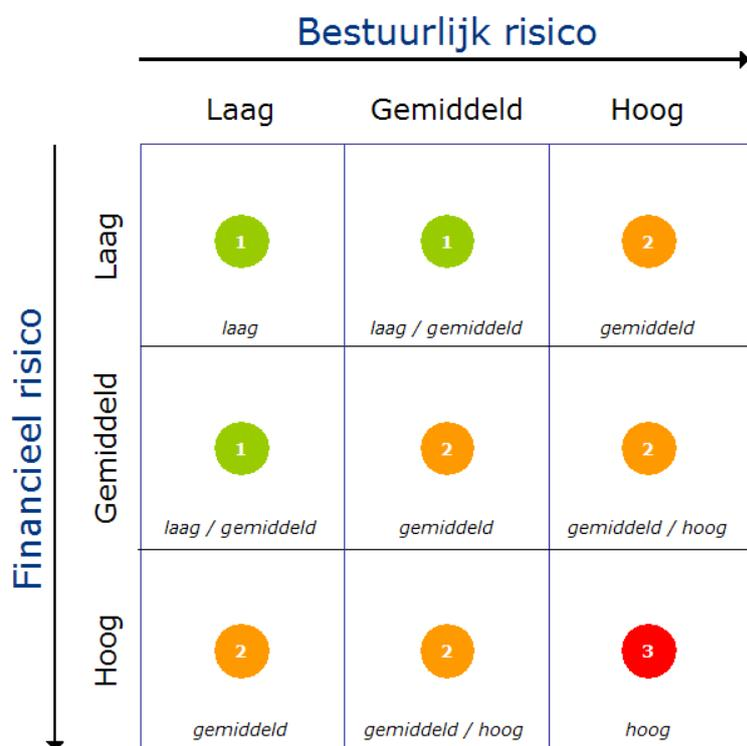 Bestuurlijk risico
Laag
Gemiddeld
Hoog
Financieel risico
Laag
1
laag
1
laag / gemiddeld
2
gemiddeld
Gemiddeld
1
laag / gemiddeld
2
gemiddeld
2
gemiddeld / hoog
Hoog
2
gemiddeld
2
gemiddeld / hoog
3
hoog